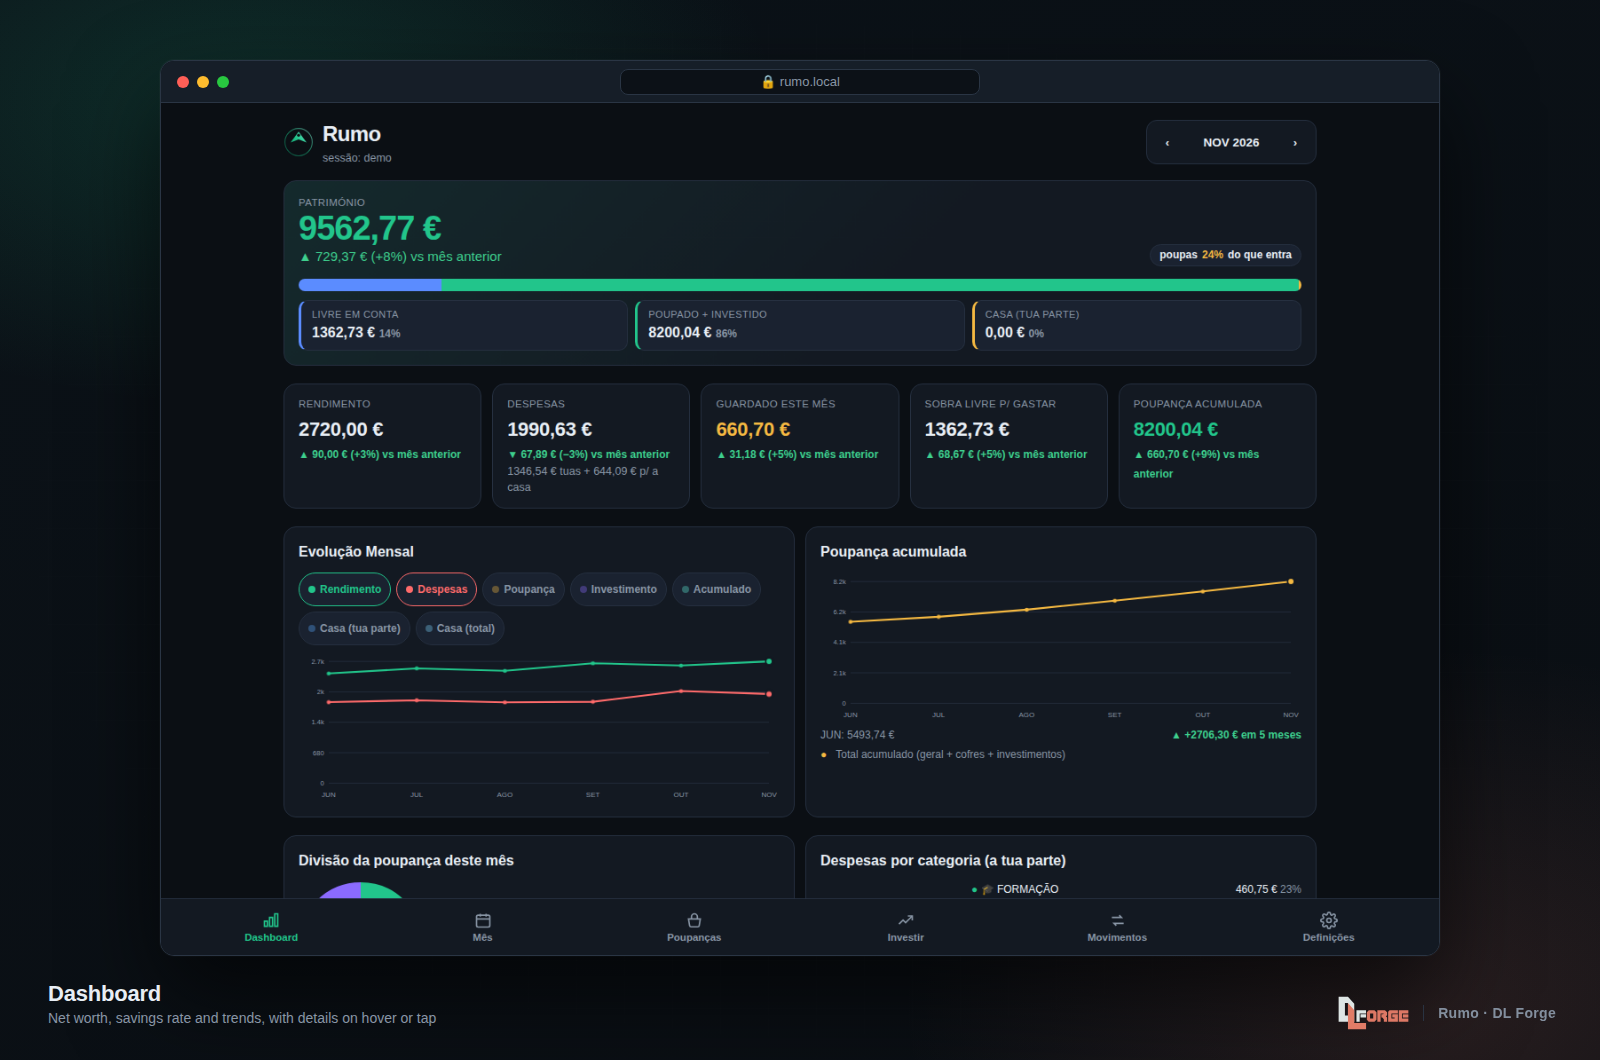 🔒 rumo.local
Rumo
sessão: demo
‹ NOV 2026 ›
PATRIMÓNIO
9562,77 €
▲ 729,37 € (+8%) vs mês anterior
poupas 24% do que entra
LIVRE EM CONTA
1362,73 € 14%
POUPADO + INVESTIDO
8200,04 € 86%
CASA (TUA PARTE)
0,00 € 0%
RENDIMENTO
2720,00 €
▲ 90,00 € (+3%) vs mês anterior
DESPESAS
1990,63 €
▼ 67,89 € (−3%) vs mês anterior
1346,54 € tuas + 644,09 € p/ a
casa
GUARDADO ESTE MÊS
660,70 €
▲ 31,18 € (+5%) vs mês anterior
SOBRA LIVRE P/ GASTAR
1362,73 €
▲ 68,67 € (+5%) vs mês anterior
POUPANÇA ACUMULADA
8200,04 €
▲ 660,70 € (+9%) vs mês
anterior
Evolução Mensal
Rendimento Despesas Poupança Investimento Acumulado
Casa (tua parte) Casa (total)
2.7k
2k
1.4k
680
0
JUN JUL AGO SET OUT NOV
Poupança acumulada
8.2k
6.2k
4.1k
2.1k
0
JUN JUL AGO SET OUT NOV
JUN: 5493,74 €
▲ +2706,30 € em 5 meses
● Total acumulado (geral + cofres + investimentos)
Divisão da poupança deste mês
Despesas por categoria (a tua parte)
● 🎓 FORMAÇÃO 460,75 € 23%
Dashboard Mês Poupanças Investir Movimentos Definições
Dashboard
Net worth, savings rate and trends, with details on hover or tap
DL FORGE
Rumo · DL Forge